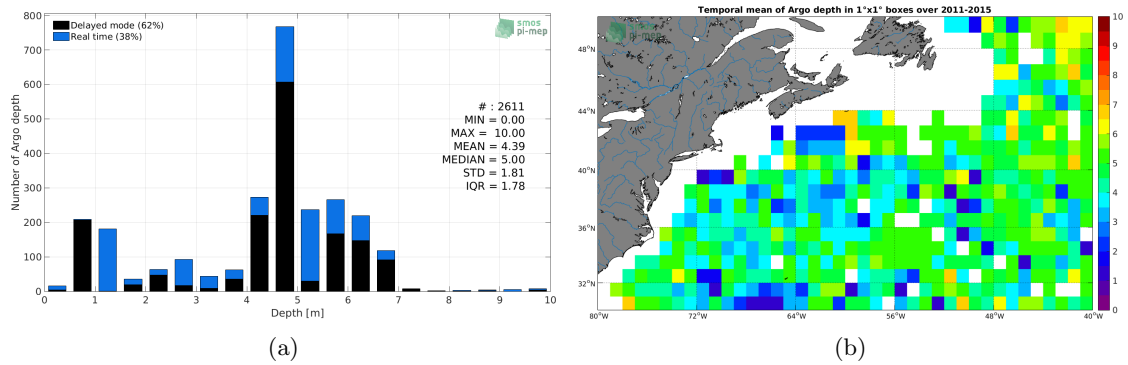 Delayed mode (62%)
Real time (38%)
smos
pi-mep
# : 2611
MIN = 0.00
MAX = 10.00
MEAN = 4.39
MEDIAN = 5.00
STD = 1.81
IQR = 1.78
Number of Argo depth
800
700
600
500
400
300
200
100
0
0 1 2 3 4 5 6 7 8 9 10
Depth [m]
(a)
Temporal mean of Argo depth in 1°x1° boxes over 2011-2015
smos
pi-mep
48°N
44°N
40°N
36°N
32°N
80°W 72°W 64°W 56°W 48°W 40°W
10
9
8
7
6
5
4
3
2
1
0
(b)